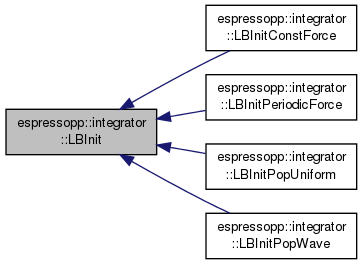 espressopp::integrator
::LBInitConstForce
espressopp::integrator
::LBInitPeriodicForce
espressopp::integrator
::LBInit
espressopp::integrator
::LBInitPopUniform
espressopp::integrator
::LBInitPopWave